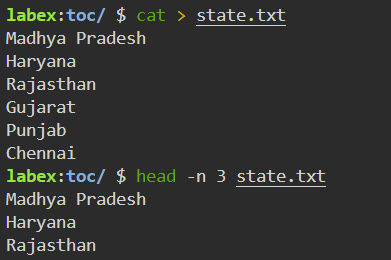 labex:toc/ $ cat > state.txt
Madhya Pradesh
Haryana
Rajasthan
Gujarat
Punjab
Chennai
labex:toc/ $ head -n 3 state.txt
Madhya Pradesh
Haryana
Rajasthan